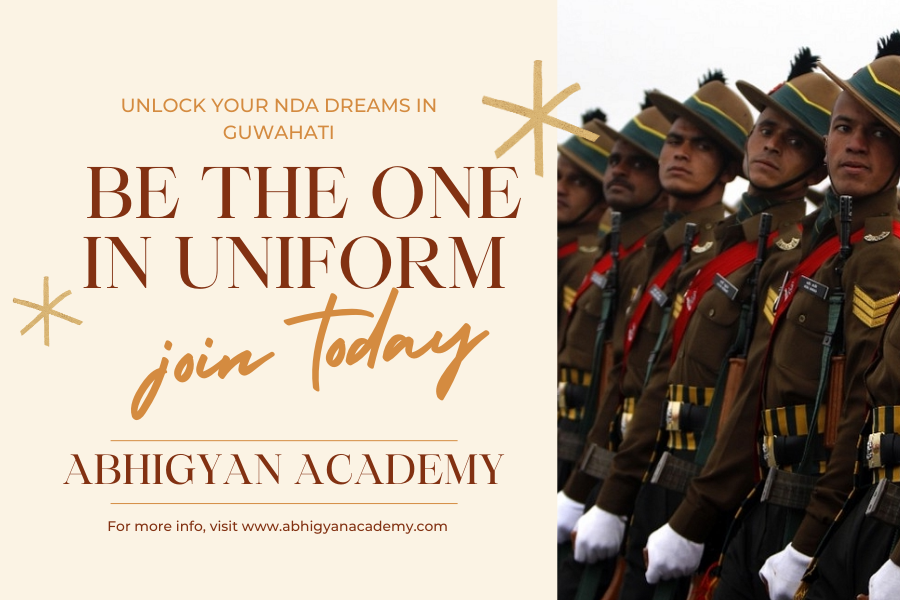 UNLOCK YOUR NDA DREAMS IN
GUWAHATI
BE THE ONE
IN UNIFORM
join today
ABHIGYAN ACADEMY
For more info, visit www.abhigyanacademy.com